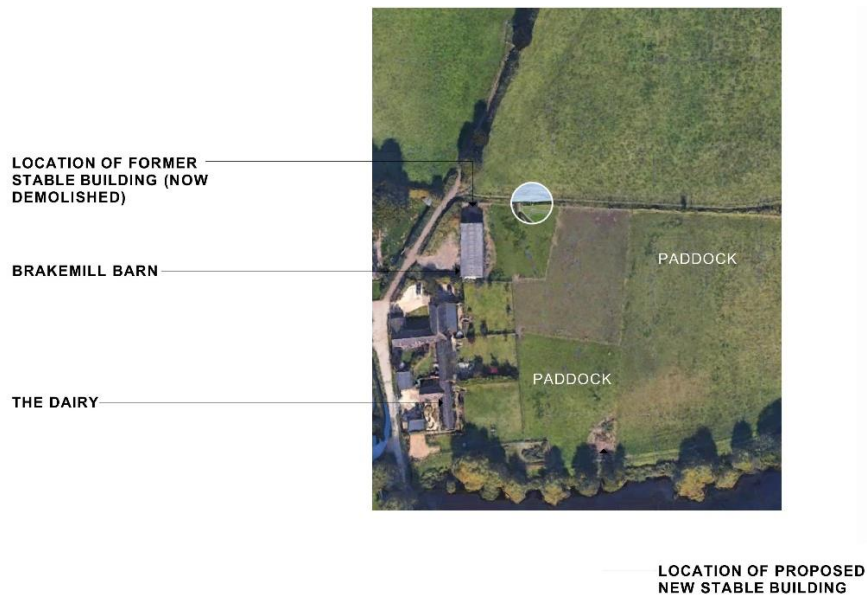 LOCATION OF FORMER
STABLE BUILDING (NOW
DEMOLISHED)
BRAKEMILL BARN
PADDOCK
PADDOCK
THE DAIRY
LOCATION OF PROPOSED
NEW STABLE BUILDING